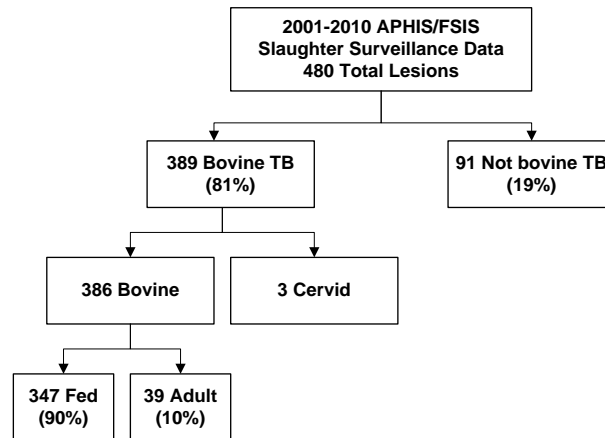 2001-2010 APHIS/FSIS
Slaughter Surveillance Data
480 Total Lesions
389 Bovine TB
(81%)
91 Not bovine TB
(19%)
386 Bovine
3 Cervid
347 Fed
(90%)
39 Adult
(10%)